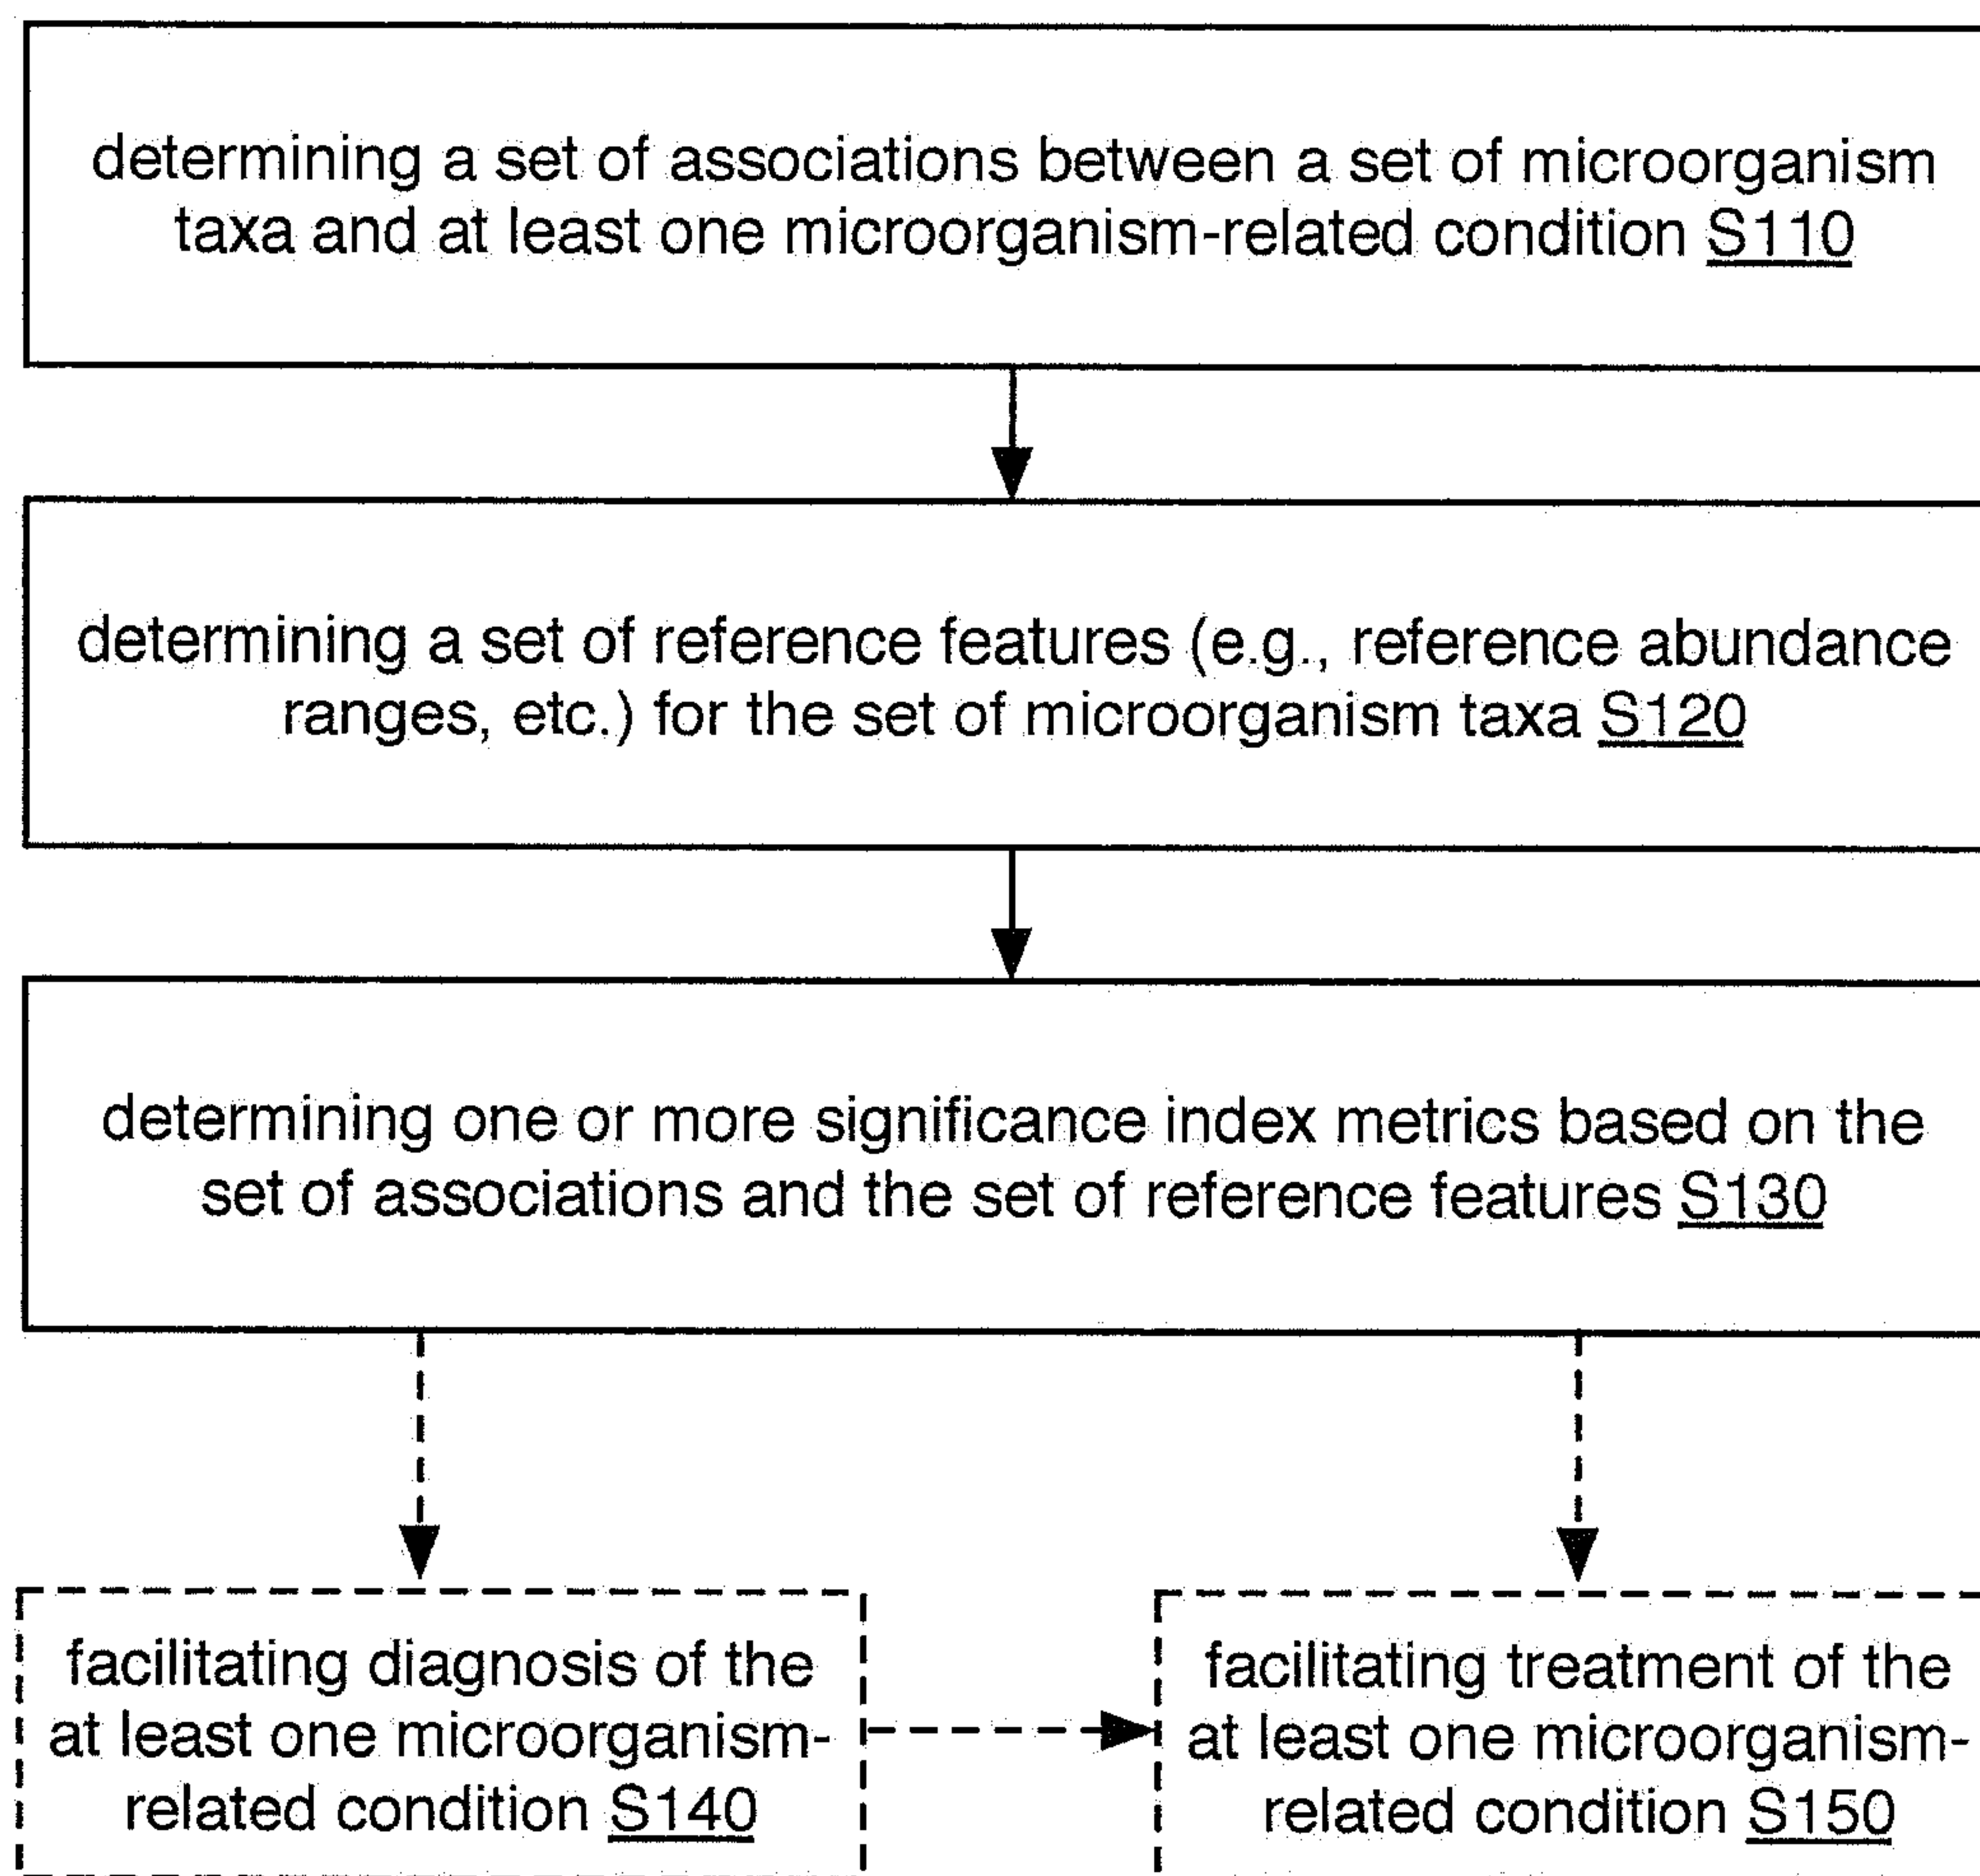 determining a set of associations between a set of microorganism
taxa and at least one microorganism-related condition S110
determining a set of reference features (e.g., reference abundance
ranges, etc.) for the set of microorganism taxa S120
determining one or more significance index metrics based on the
set of associations and the set of reference features S130
facilitating diagnosis of the
at least one microorganism-
related condition S140
facilitating treatment of the
at least one microorganism-
related condition S150